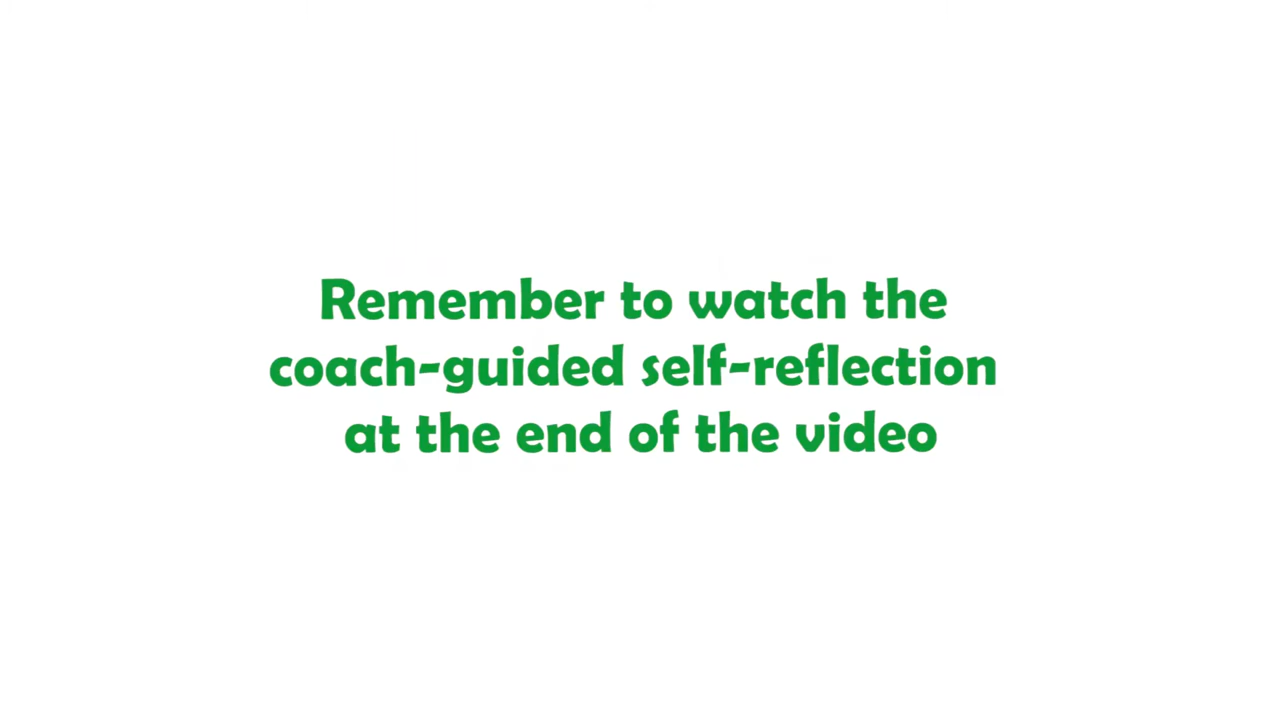 Remember to watch the
coach-guided self-reflection
at the end of the video